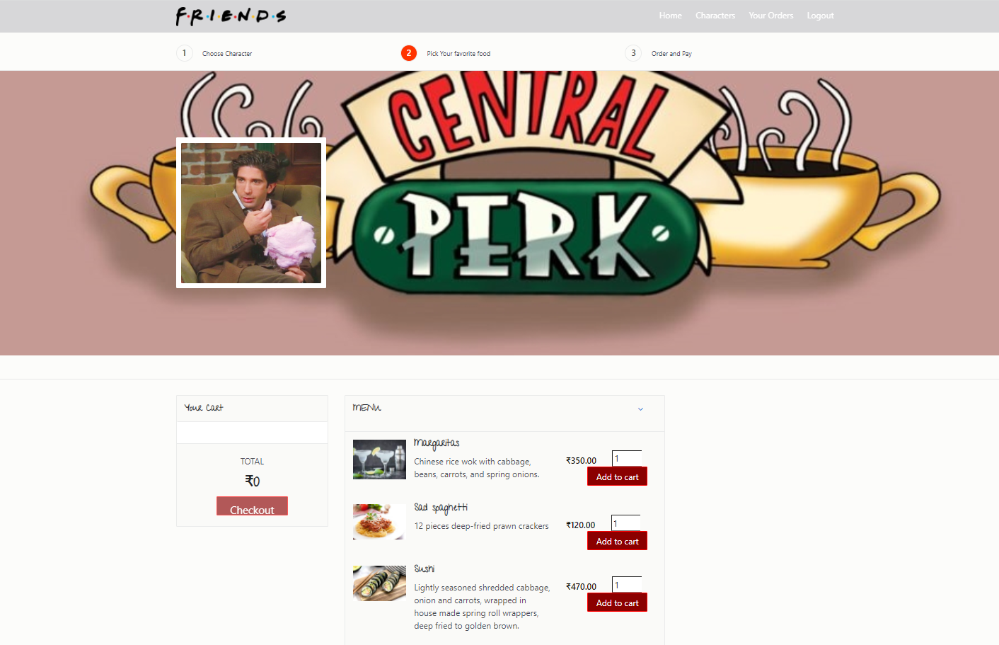 F·R·I·E·N·D·S
Home Characters Your Orders Logout
1 Choose Character 2 Pick Your favorite food 3 Order and Pay
CENTRAL
PERK
Your Cart
TOTAL
₹0
Checkout
MENU
Margaritas
Chinese rice wok with cabbage,
beans, carrots, and spring onions.
₹350.00 1
Add to cart
Sad spaghetti
12 pieces deep-fried prawn crackers
₹120.00 1
Add to cart
Sushi
Lightly seasoned shredded cabbage,
onion and carrots, wrapped in
house made spring roll wrappers,
deep fried to golden brown.
₹470.00 1
Add to cart